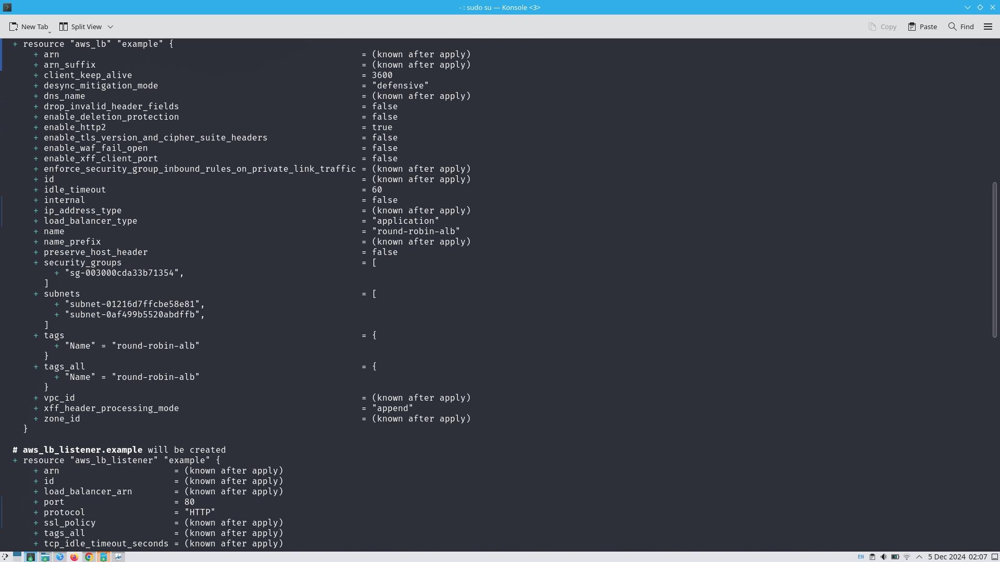 - : sudo su — Konsole <3>
New Tab Split View Copy Paste Find
+ resource "aws_lb" "example" {
+ arn = (known after apply)
+ arn_suffix = (known after apply)
+ client_keep_alive = 3600
+ desync_mitigation_mode = "defensive"
+ dns_name = (known after apply)
+ drop_invalid_header_fields = false
+ enable_deletion_protection = false
+ enable_http2 = true
+ enable_tls_version_and_cipher_suite_headers = false
+ enable_waf_fail_open = false
+ enable_xff_client_port = false
+ enforce_security_group_inbound_rules_on_private_link_traffic = (known after apply)
+ id = (known after apply)
+ idle_timeout = 60
+ internal = false
+ ip_address_type = (known after apply)
+ load_balancer_type = "application"
+ name = "round-robin-alb"
+ name_prefix = (known after apply)
+ preserve_host_header = false
+ security_groups = [
+ "sg-003000cda33b71354",
]
+ subnets = [
+ "subnet-01216d7ffcbe58e81",
+ "subnet-0af499b5520abdffb",
]
+ tags = {
+ "Name" = "round-robin-alb"
}
+ tags_all = {
+ "Name" = "round-robin-alb"
}
+ vpc_id = (known after apply)
+ xff_header_processing_mode = "append"
+ zone_id = (known after apply)
}
# aws_lb_listener.example will be created
+ resource "aws_lb_listener" "example" {
+ arn = (known after apply)
+ id = (known after apply)
+ load_balancer_arn = (known after apply)
+ port = 80
+ protocol = "HTTP"
+ ssl_policy = (known after apply)
+ tags_all = (known after apply)
+ tcp_idle_timeout_seconds = (known after apply)
EN 5 Dec 2024 02:07